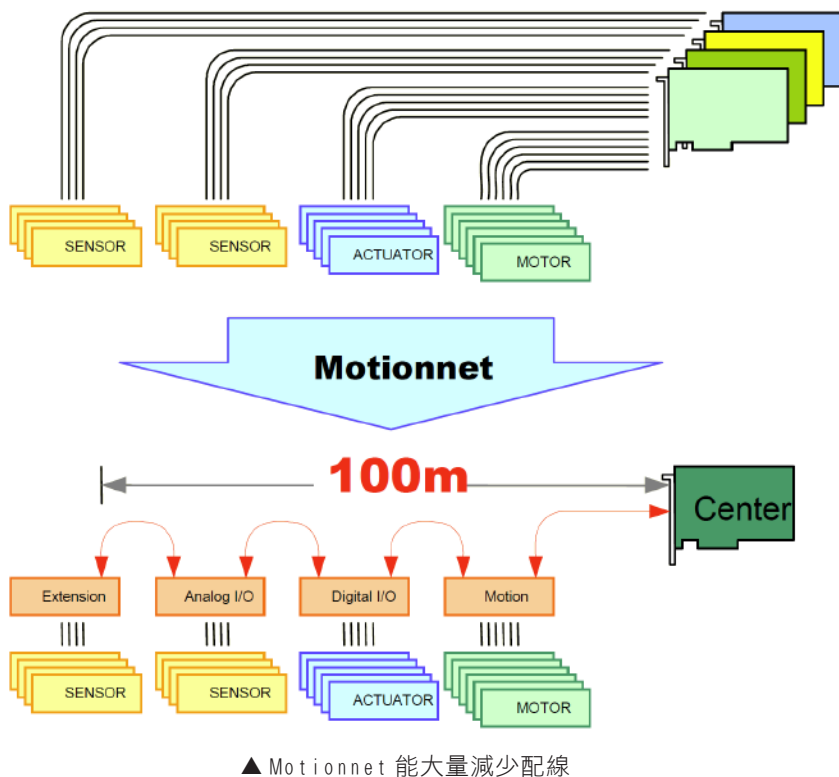 SENSOR
SENSOR
ACTUATOR
MOTOR
Motionnet
100m
Center
Extension
Analog I/O
Digital I/O
Motion
SENSOR
SENSOR
ACTUATOR
MOTOR
▲ Motionnet 能大量減少配線